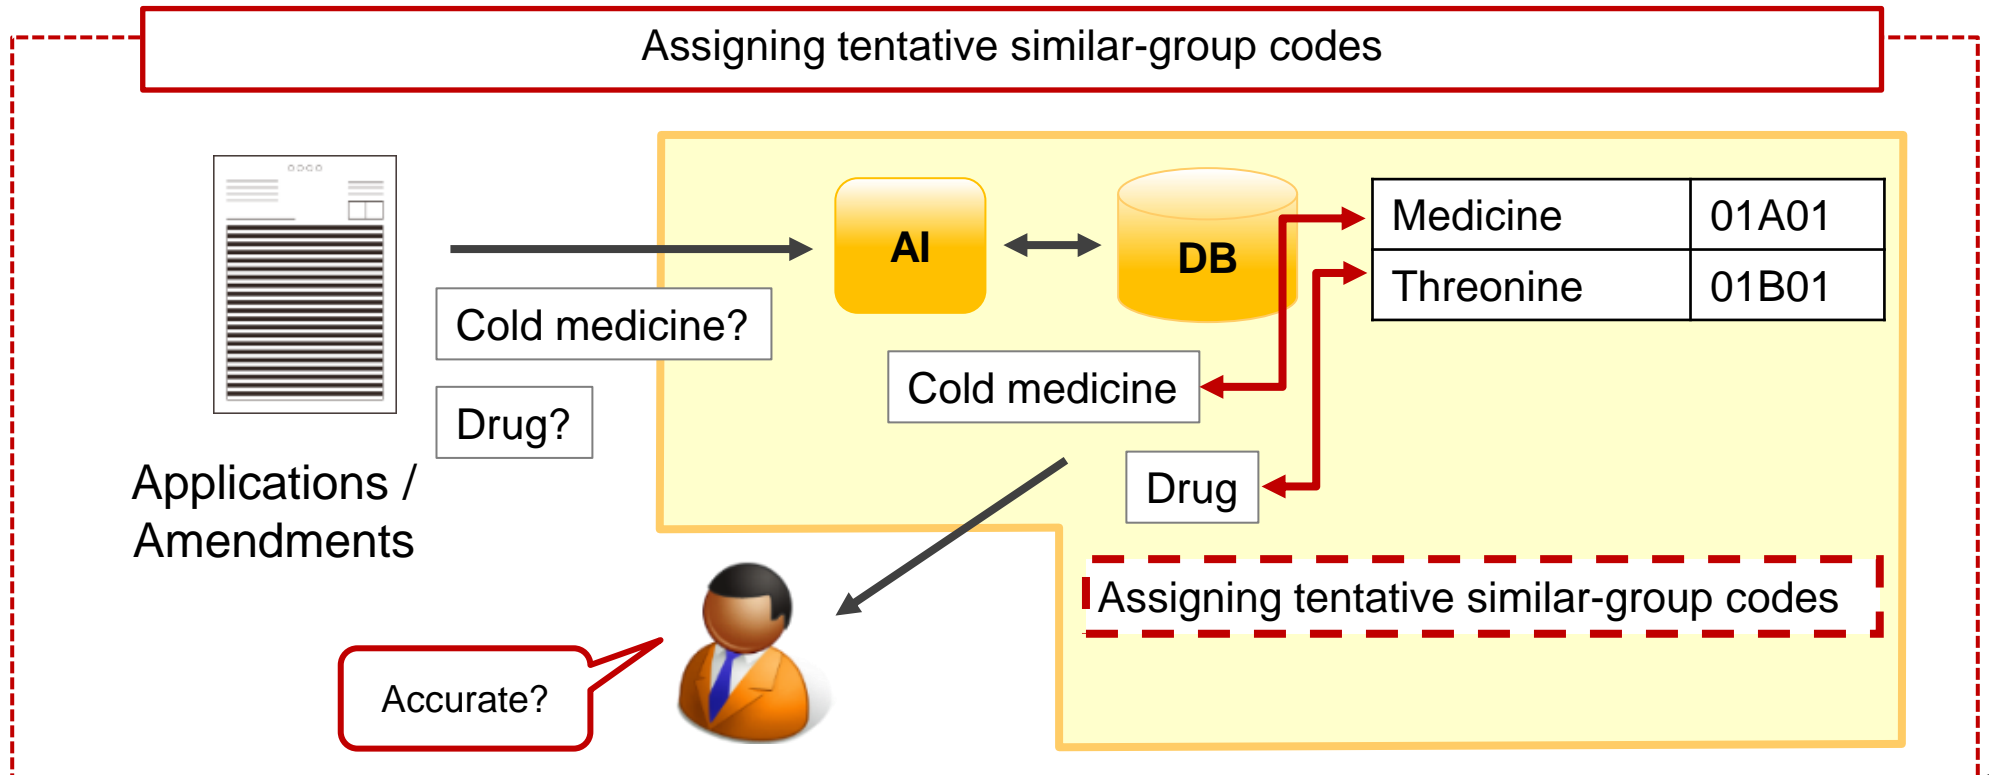 Assigning tentative similar-group codes
AI
DB
Medicine 01A01
Threonine 01B01
Cold medicine?
Drug?
Cold medicine
Drug
Applications /
Amendments
Assigning tentative similar-group codes
Accurate?